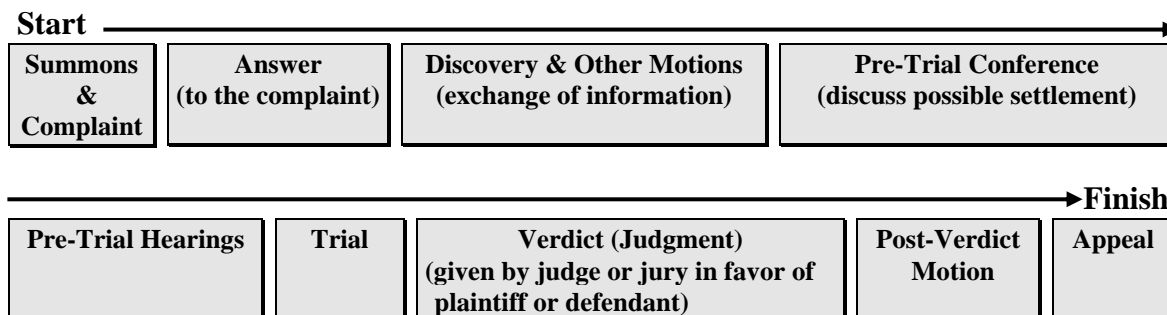 Start
Summons
&
Complaint
Answer
(to the complaint)
Discovery & Other Motions
(exchange of information)
Pre-Trial Conference
(discuss possible settlement)
Finish
Pre-Trial Hearings
Trial
Verdict (Judgment)
(given by judge or jury in favor of
plaintiff or defendant)
Post-Verdict
Motion
Appeal